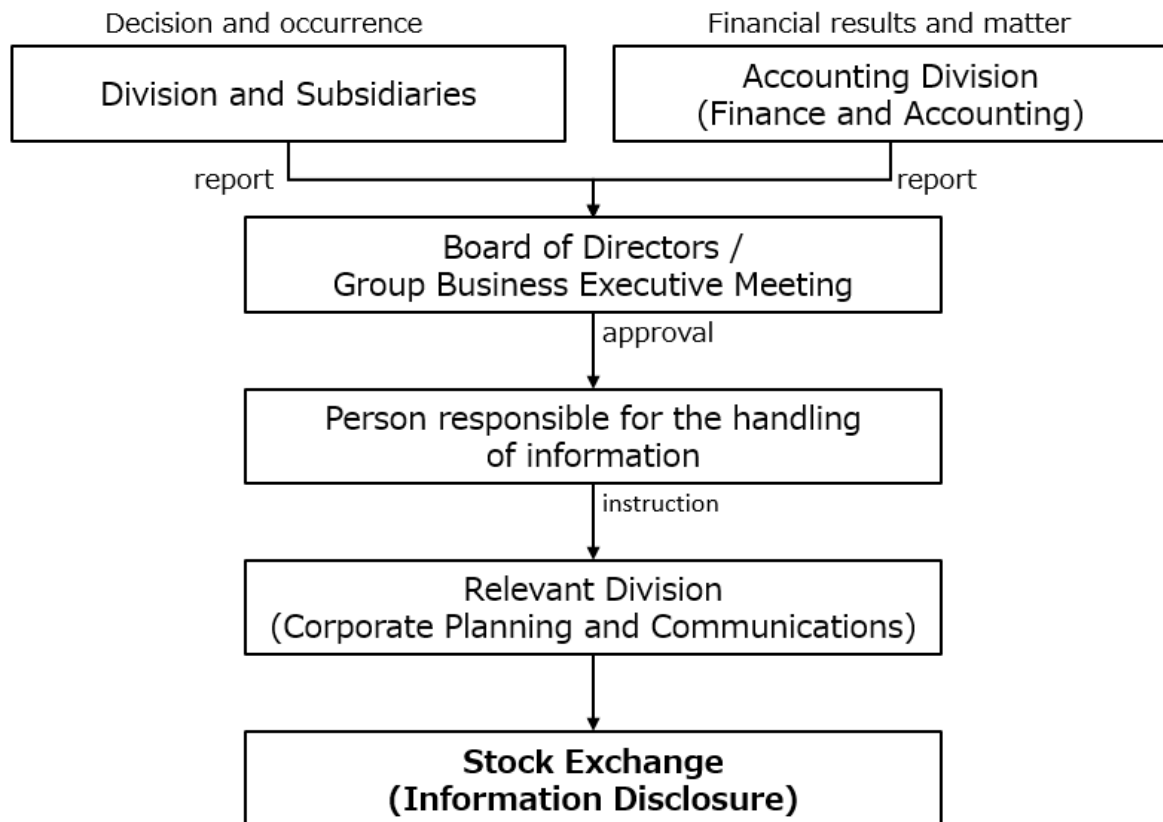 Decision and occurrence
Financial results and matter
Division and Subsidiaries
Accounting Division
(Finance and Accounting)
report
report
Board of Directors /
Group Business Executive Meeting
approval
Person responsible for the handling
of information
instruction
Relevant Division
(Corporate Planning and Communications)
Stock Exchange
(Information Disclosure)